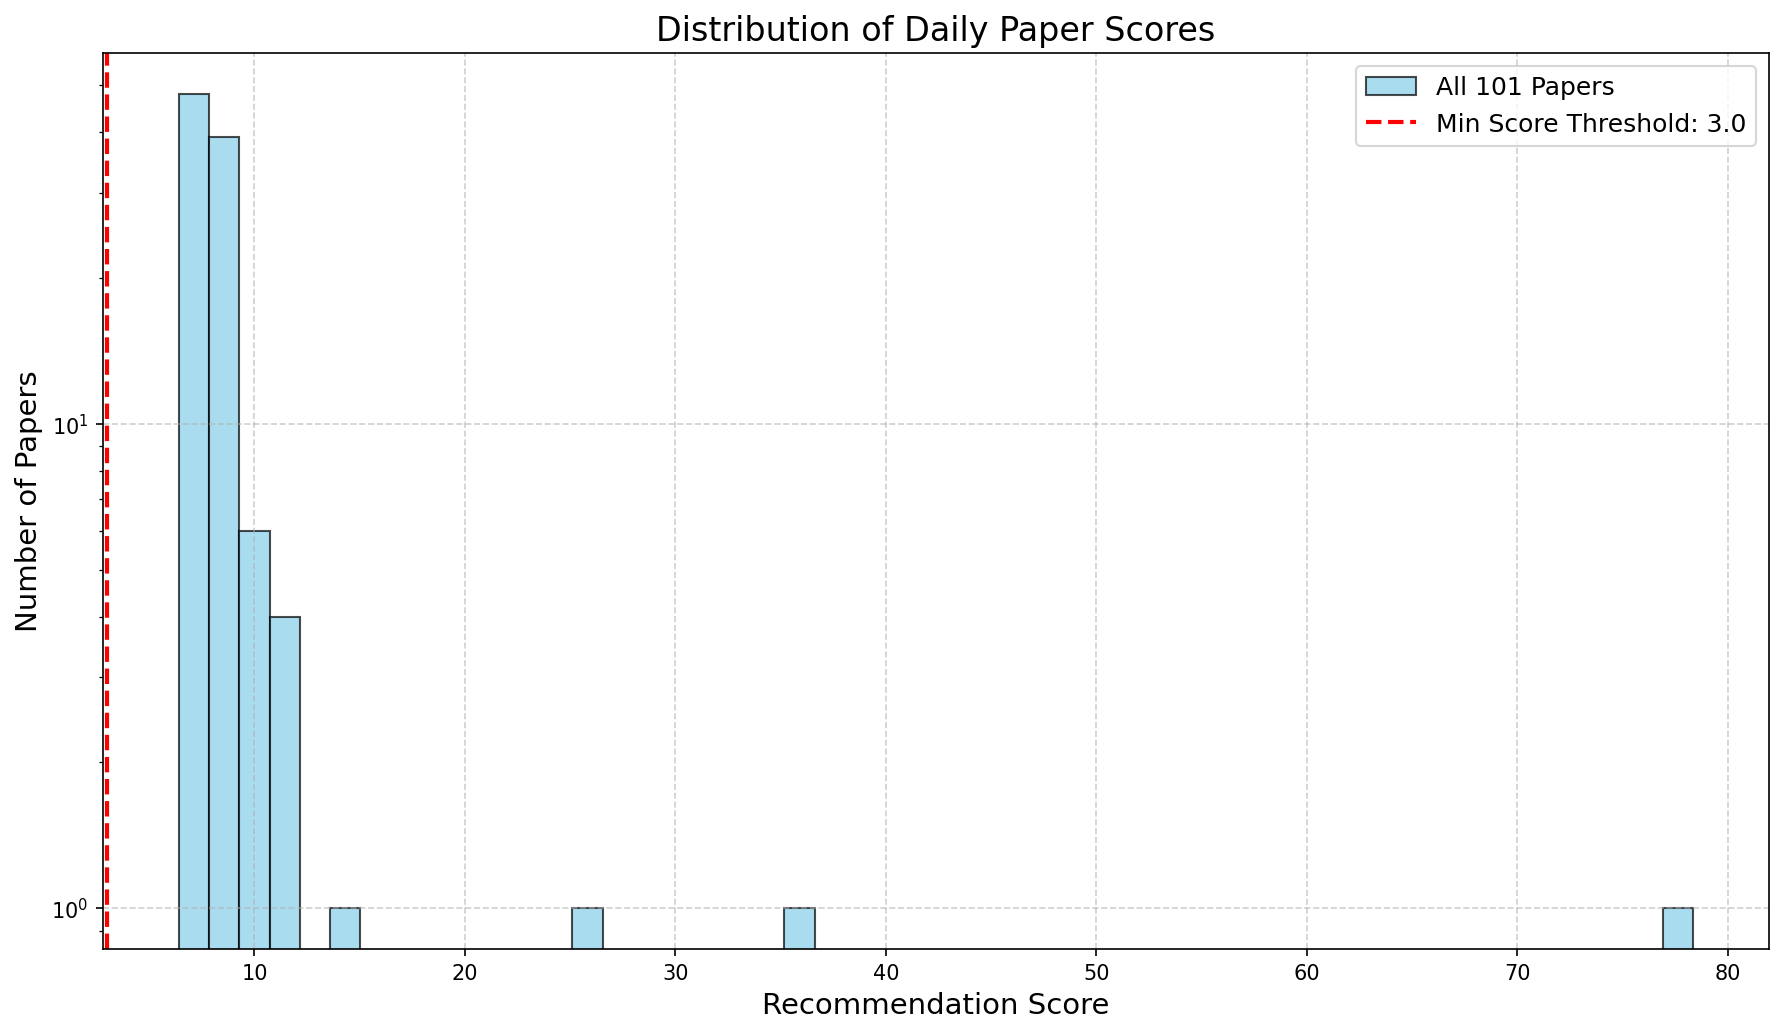 Distribution of Daily Paper Scores
All 101 Papers
Min Score Threshold: 3.0
Number of Papers
10¹
10⁰
10 20 30 40 50 60 70 80
Recommendation Score